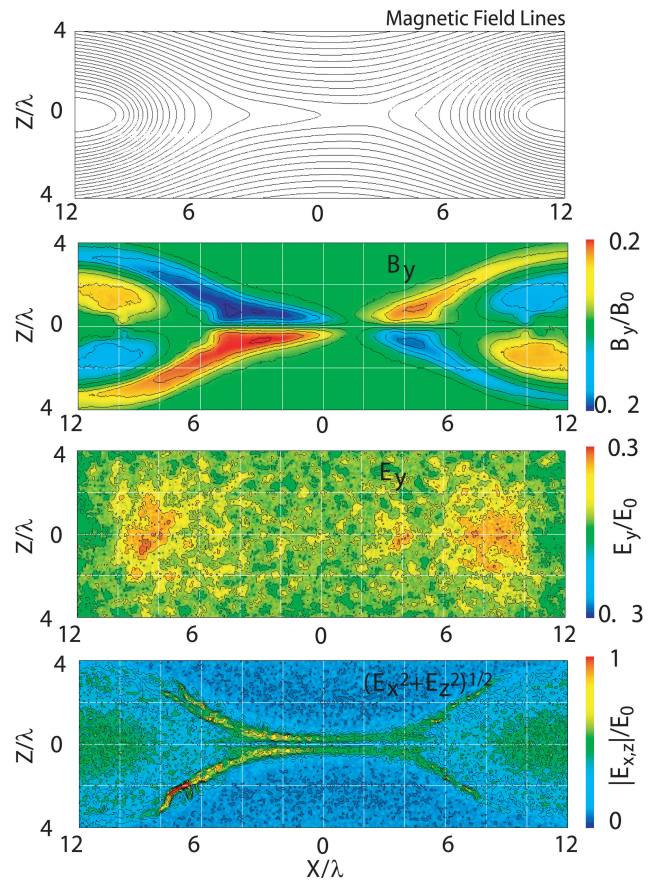 Magnetic Field Lines
4
Z/λ
0
4
12 6 0 6 12
4
B y
0.2
Z/λ
0
B y /B 0
4
0. 2
12 6 0 6 12
4
E y
0.3
Z/λ
0
E y /E 0
4
0. 3
12 6 0 6 12
4
(E x 2 +E z 2 ) 1/2
1
Z/λ
0
|E x,z |/E 0
4
0
12 6 0 6 12
X/λ